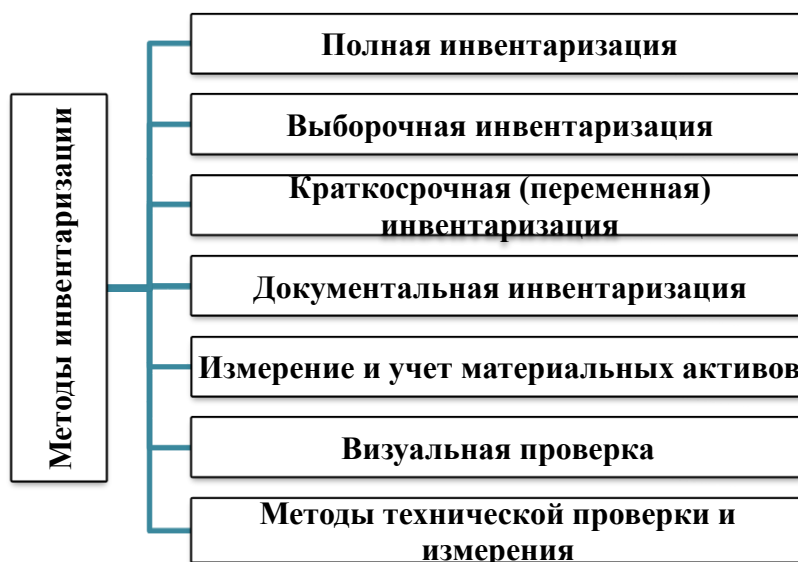 Методы инвентаризации
Полная инвентаризация
Выборочная инвентаризация
Краткосрочная (переменная)
инвентаризация
Документальная инвентаризация
Измерение и учет материальных активов
Визуальная проверка
Методы технической проверки и
измерения